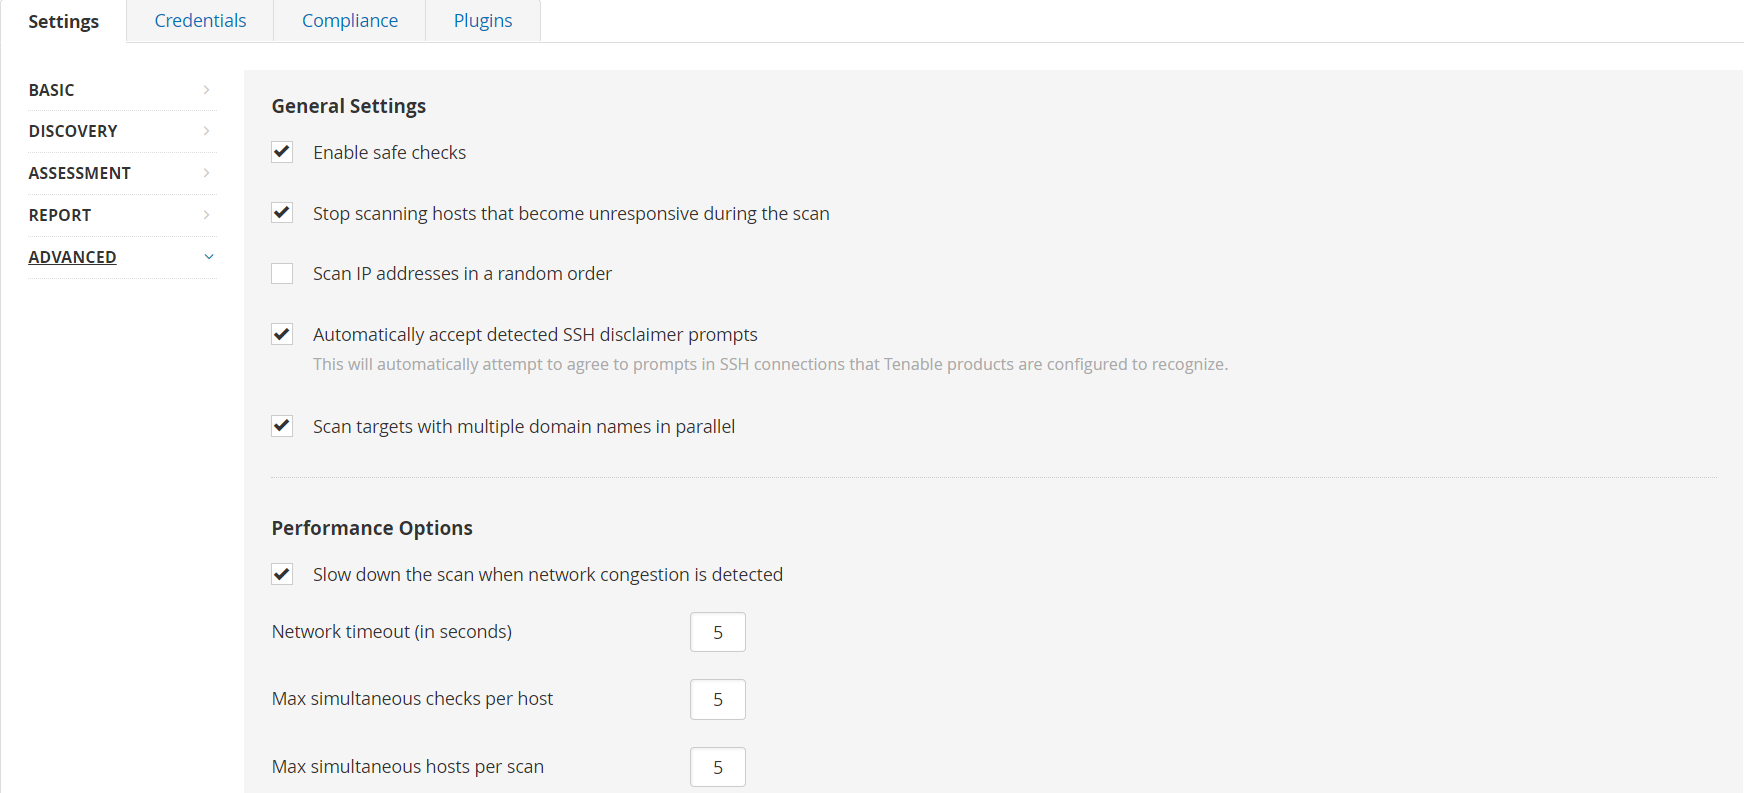 Settings
Credentials
Compliance
Plugins
BASIC
DISCOVERY
ASSESSMENT
REPORT
ADVANCED
General Settings
Enable safe checks
Stop scanning hosts that become unresponsive during the scan
Scan IP addresses in a random order
Automatically accept detected SSH disclaimer prompts
This will automatically attempt to agree to prompts in SSH connections that Tenable products are configured to recognize.
Scan targets with multiple domain names in parallel
Performance Options
Slow down the scan when network congestion is detected
Network timeout (in seconds) 5
Max simultaneous checks per host 5
Max simultaneous hosts per scan 5